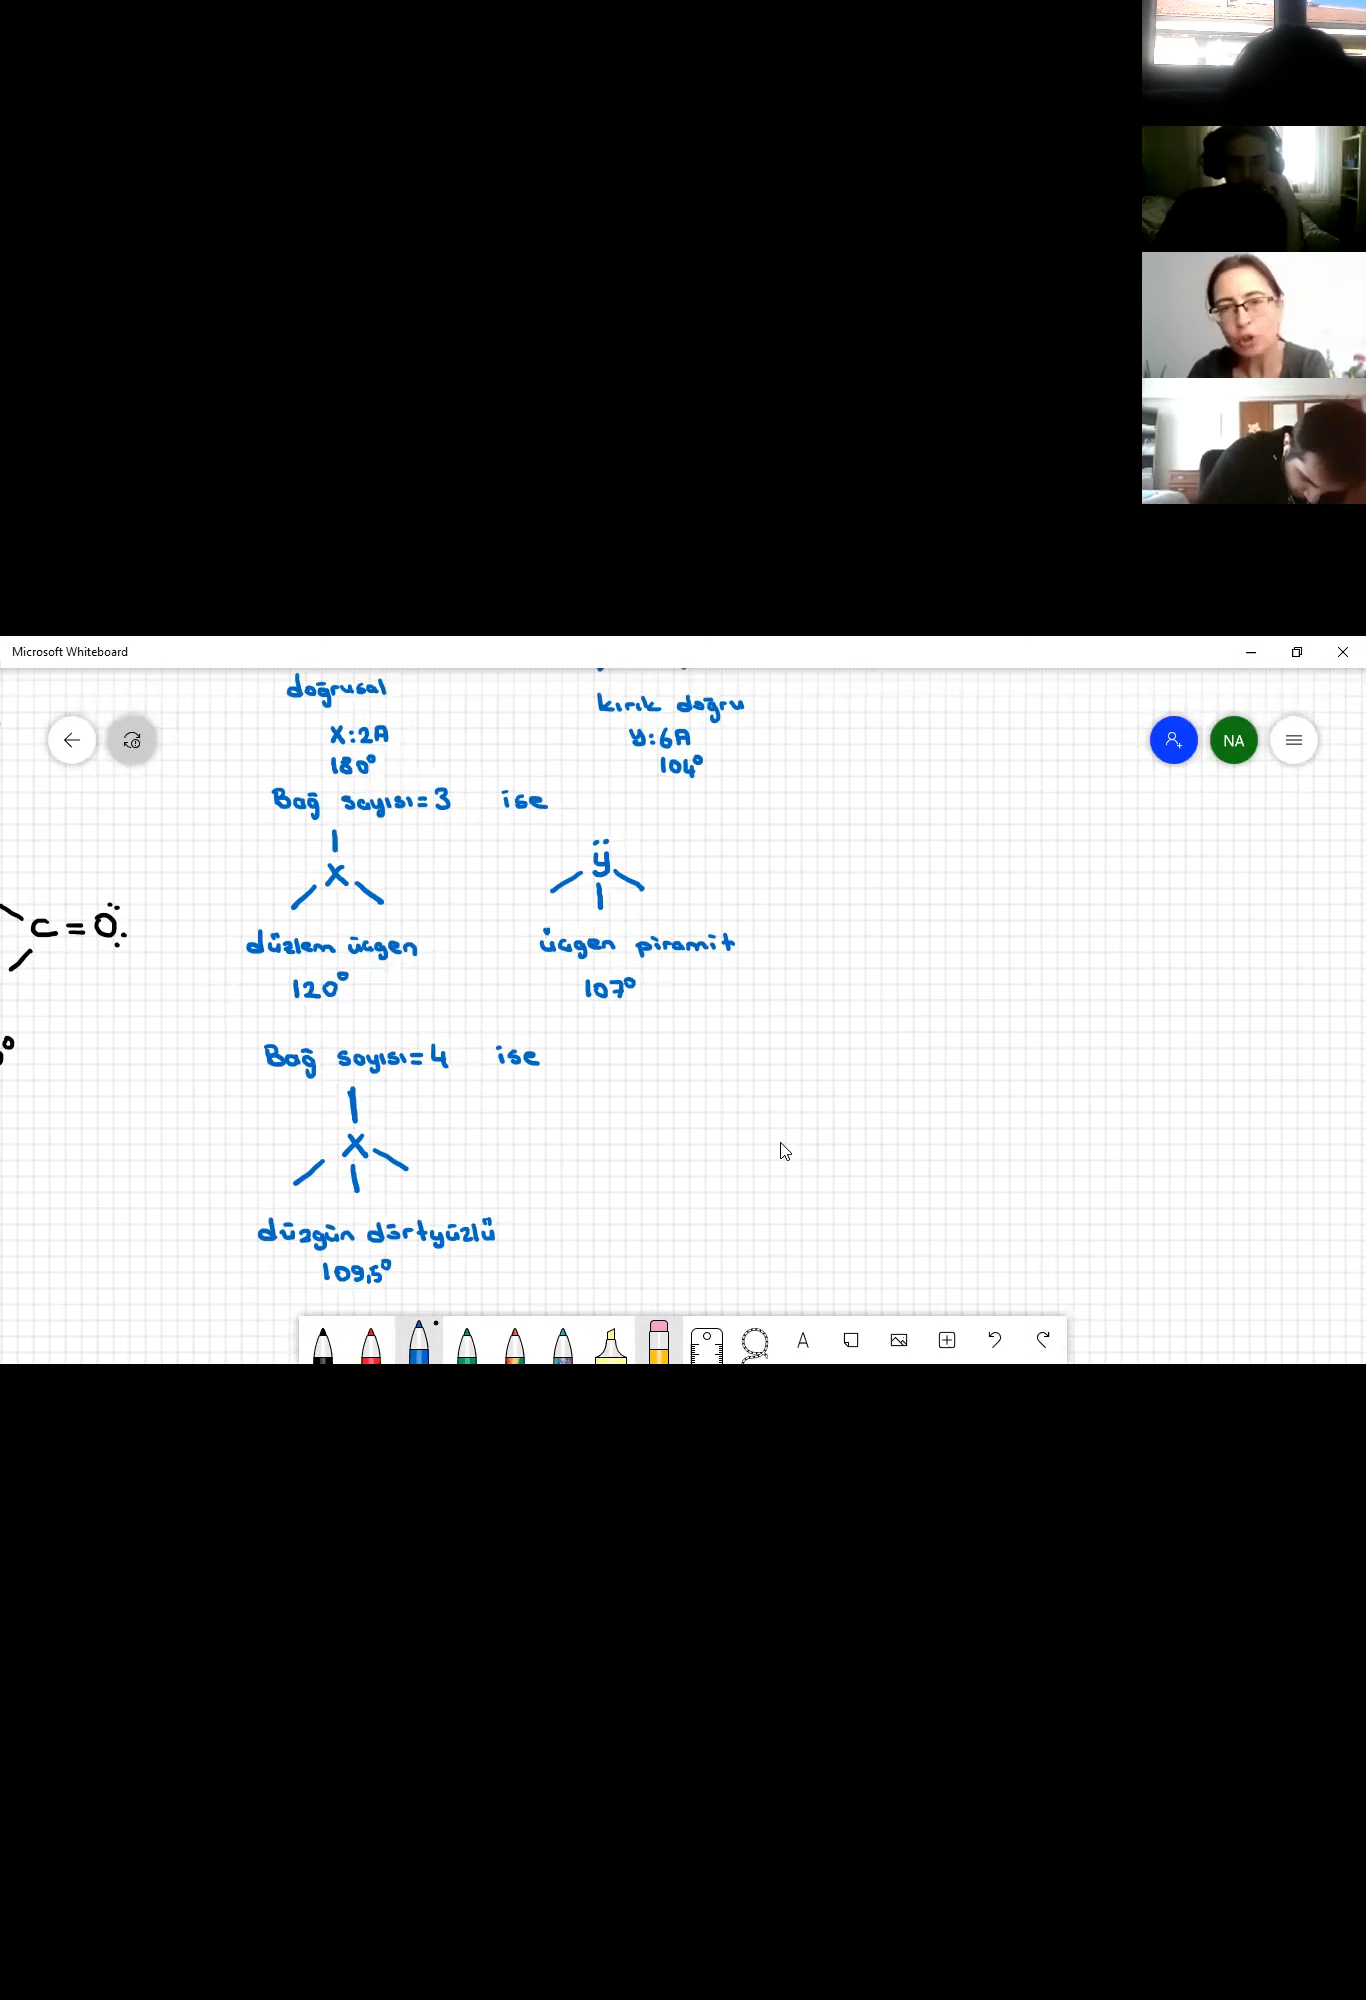 Microsoft Whiteboard
doğrusal
kırık doğru
X:2A
Y:6A
180°
104°
NA
Bağ sayısı=3 ise
X
Ÿ
C=O
düzlem üçgen
üçgen piramit
120°
107°
Bağ sayısı=4 ise
X
düzgün dörtyüzlü
109,5°